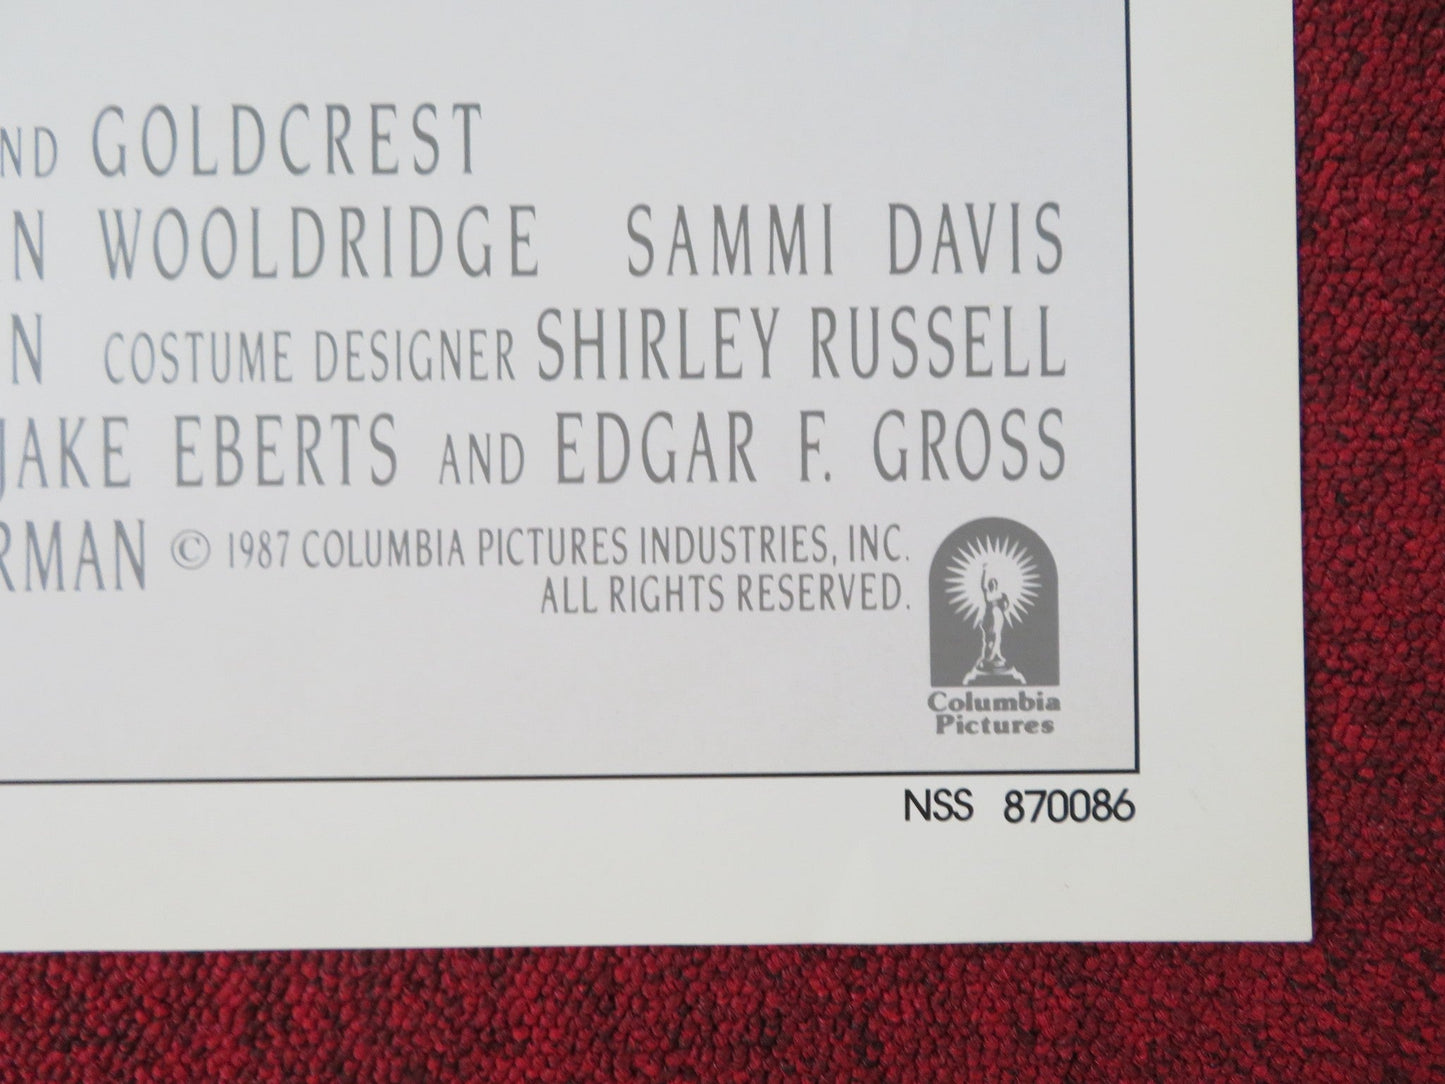 ND GOLDCREST
N WOOLDRIDGE SAMMI DAVIS
N COSTUME DESIGNER SHIRLEY RUSSELL
JAKE EBERTS AND EDGAR F. GROSS
RMAN © 1987 COLUMBIA PICTURES INDUSTRIES, INC.
ALL RIGHTS RESERVED.
Columbia
Pictures
NSS 870086